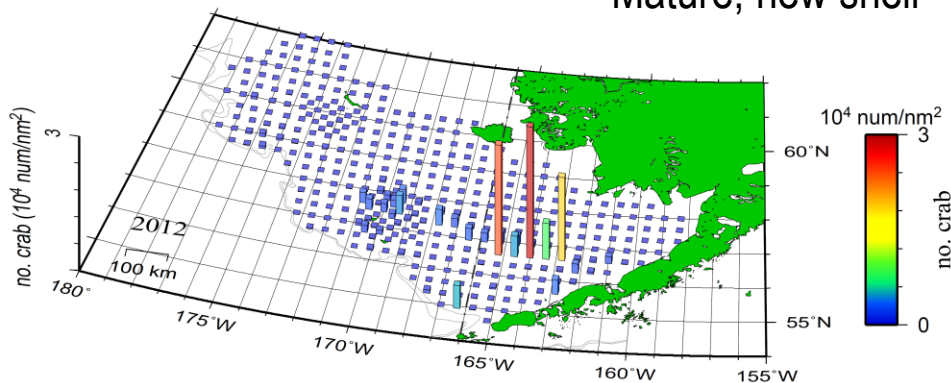 Mature, new shell
10⁴ num/nm²
3
no. crab
0
3
no. crab (10⁴ num/nm²)
2012
100 km
180°
175°W
170°W
165°W
160°W
155°W
60°N
55°N